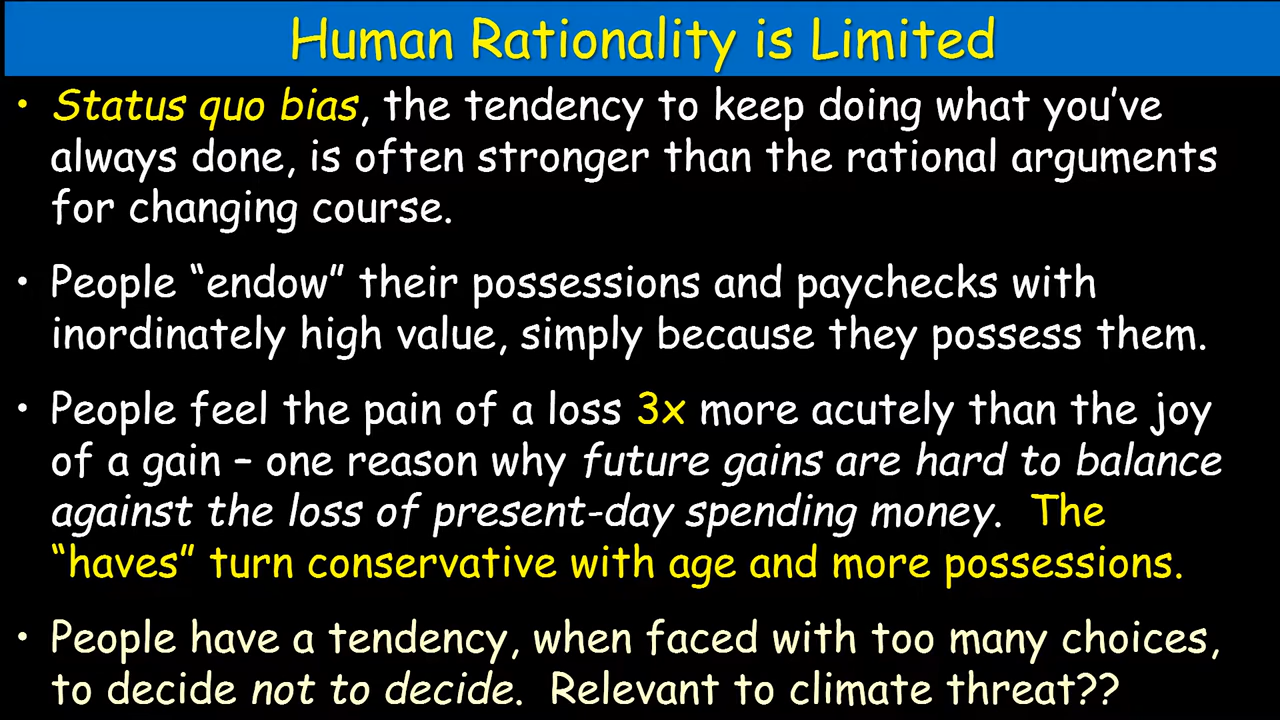 Human Rationality is Limited
• Status quo bias, the tendency to keep doing what you’ve
always done, is often stronger than the rational arguments
for changing course.
• People “endow” their possessions and paychecks with
inordinately high value, simply because they possess them.
• People feel the pain of a loss 3x more acutely than the joy
of a gain – one reason why future gains are hard to balance
against the loss of present-day spending money. The
“haves” turn conservative with age and more possessions.
• People have a tendency, when faced with too many choices,
to decide not to decide. Relevant to climate threat??